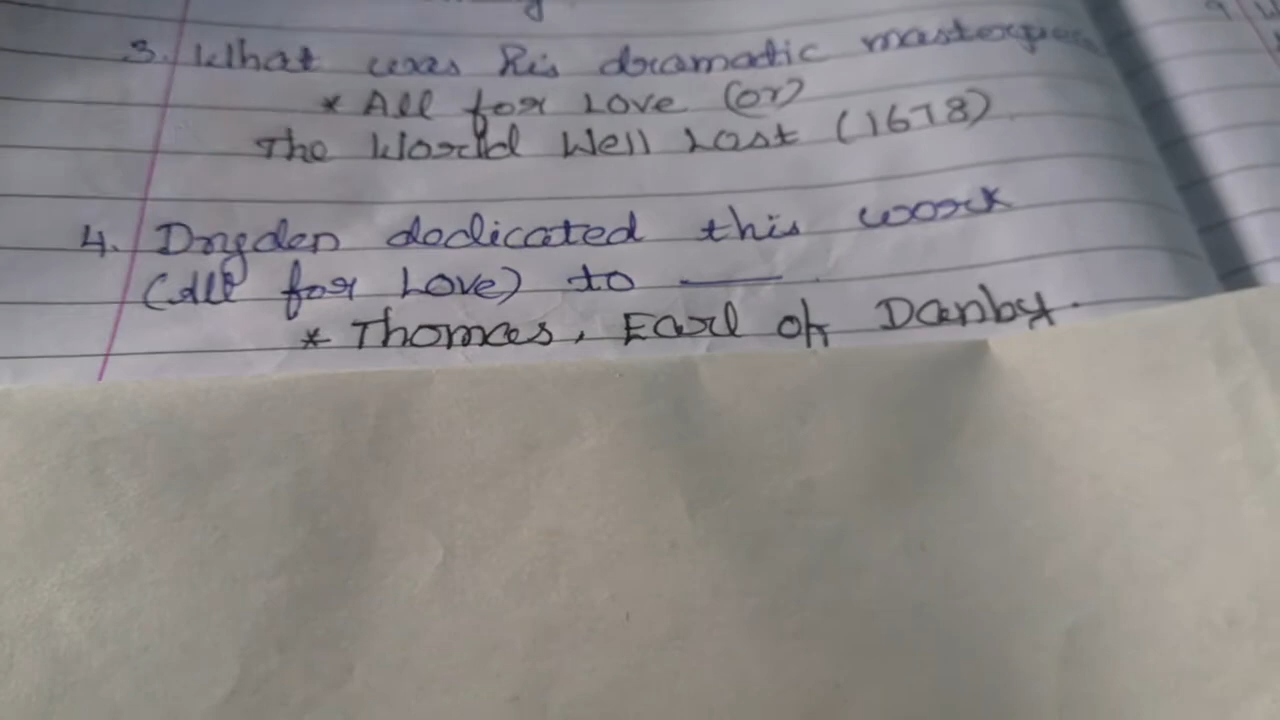 3. What was his dramatic masterpiece
* All for Love (or)
The World Well Lost (1678)
4. Dryden dedicated this work
(All for Love) to ____.
* Thomas, Earl of Danby.